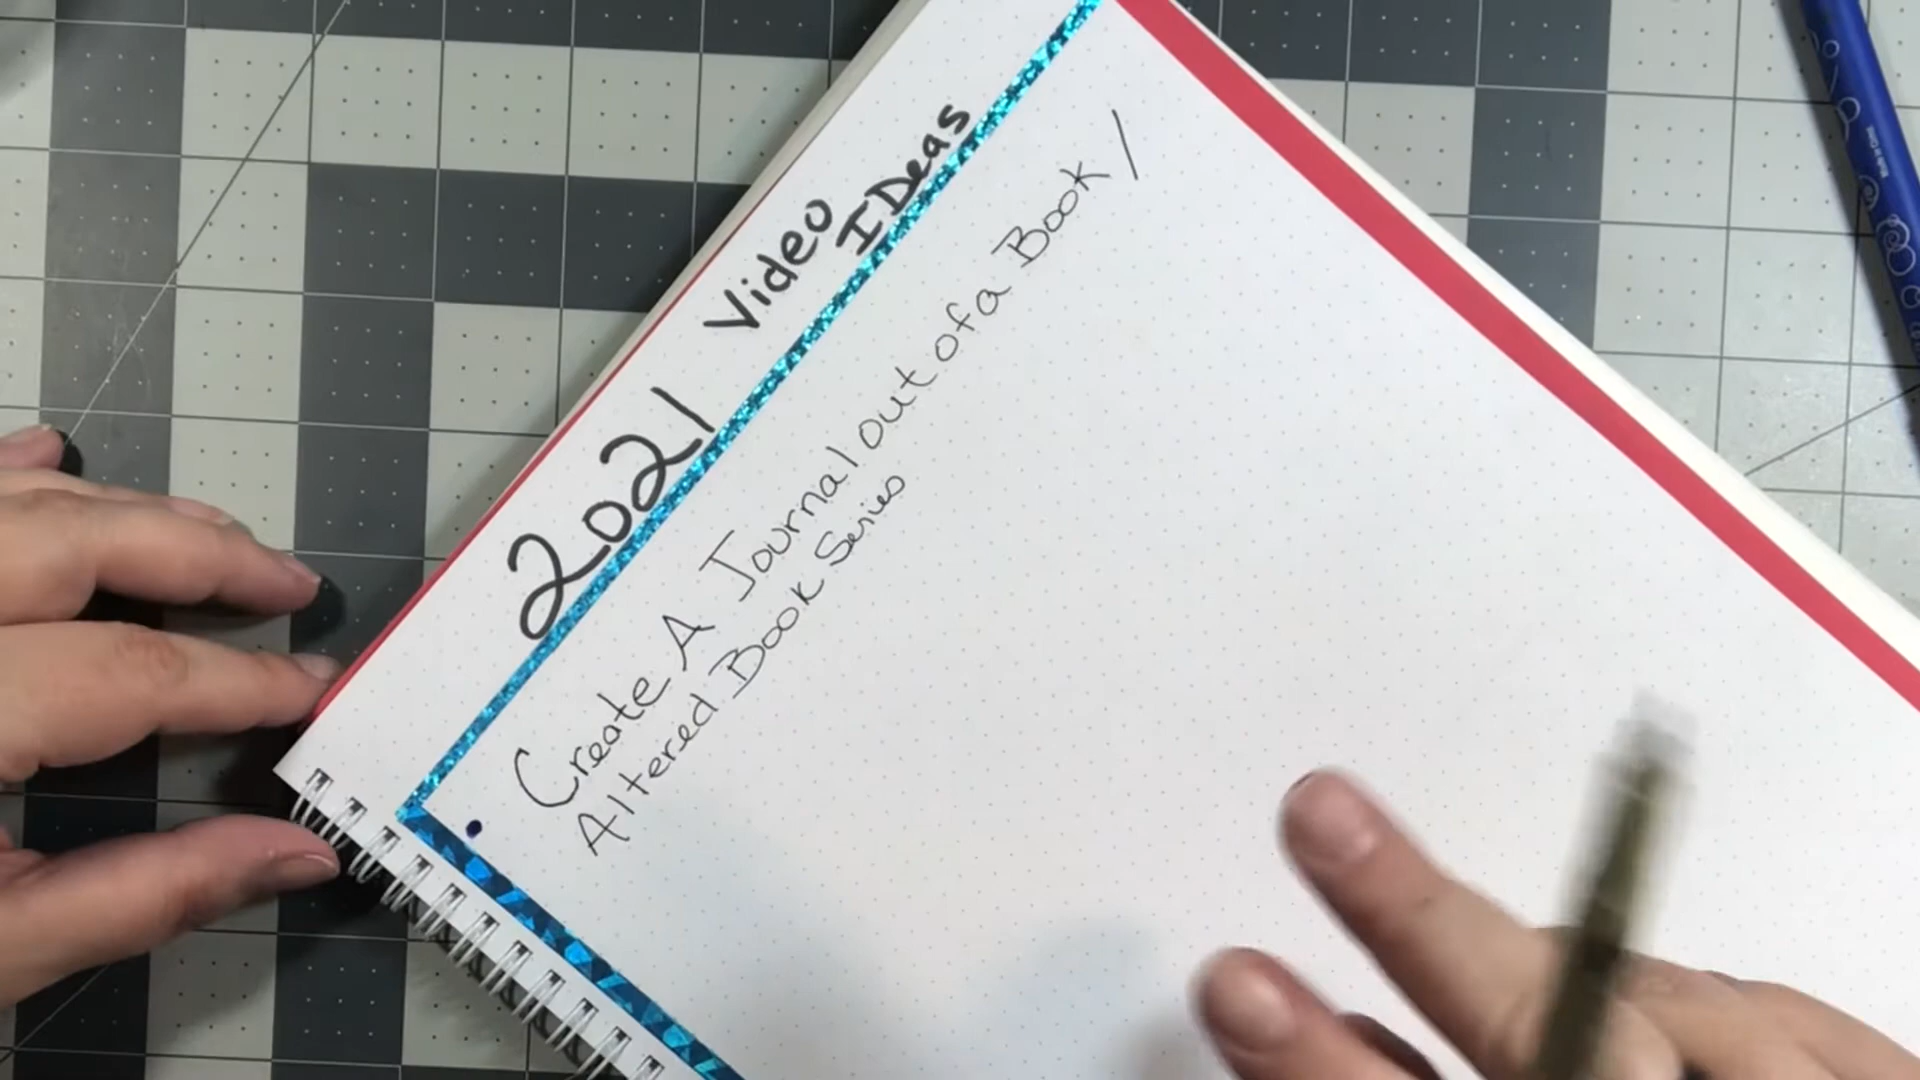 2021 Video IDeas
• Create A Journal out of a Book /
Altered Book Series